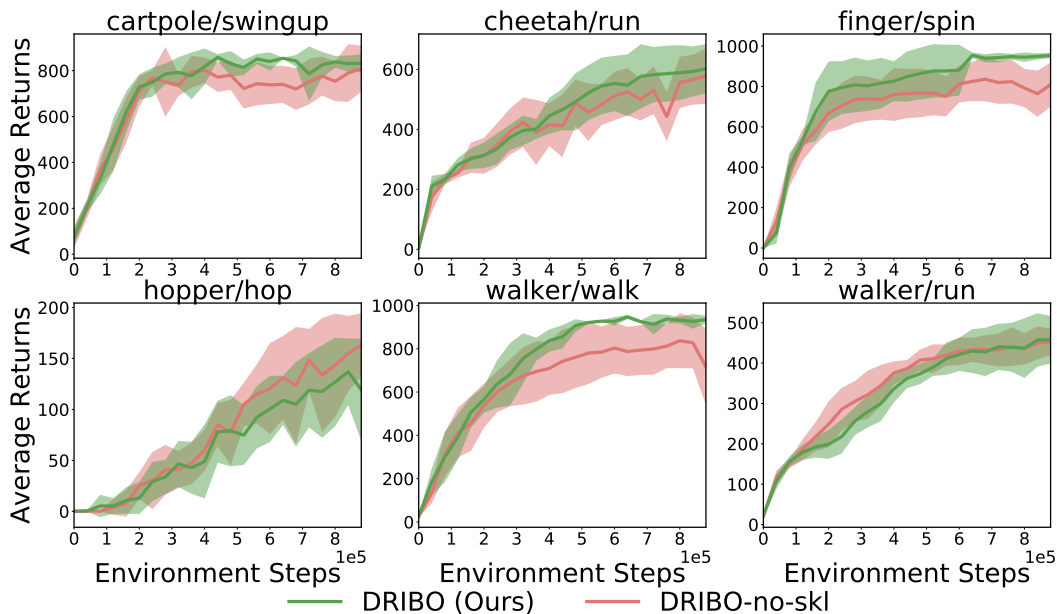 cartpole/swingup cheetah/run finger/spin
Average Returns
800
600
400
200
0
0 1 2 3 4 5 6 7 8
600
400
200
0
0 1 2 3 4 5 6 7 8
1000
800
600
400
200
0
0 1 2 3 4 5 6 7 8
hopper/hop walker/walk walker/run
Average Returns
200
150
100
50
0
0 1 2 3 4 5 6 7 8
1e5
Environment Steps
1000
800
600
400
200
0
0 1 2 3 4 5 6 7 8
1e5
Environment Steps
500
400
300
200
100
0
0 1 2 3 4 5 6 7 8
1e5
Environment Steps
DRIBO (Ours) DRIBO-no-skl